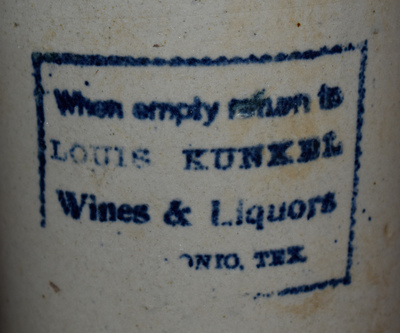 When empty return to
LOUIS KUNKEL
Wines & Liquors
ONIO, TEX.